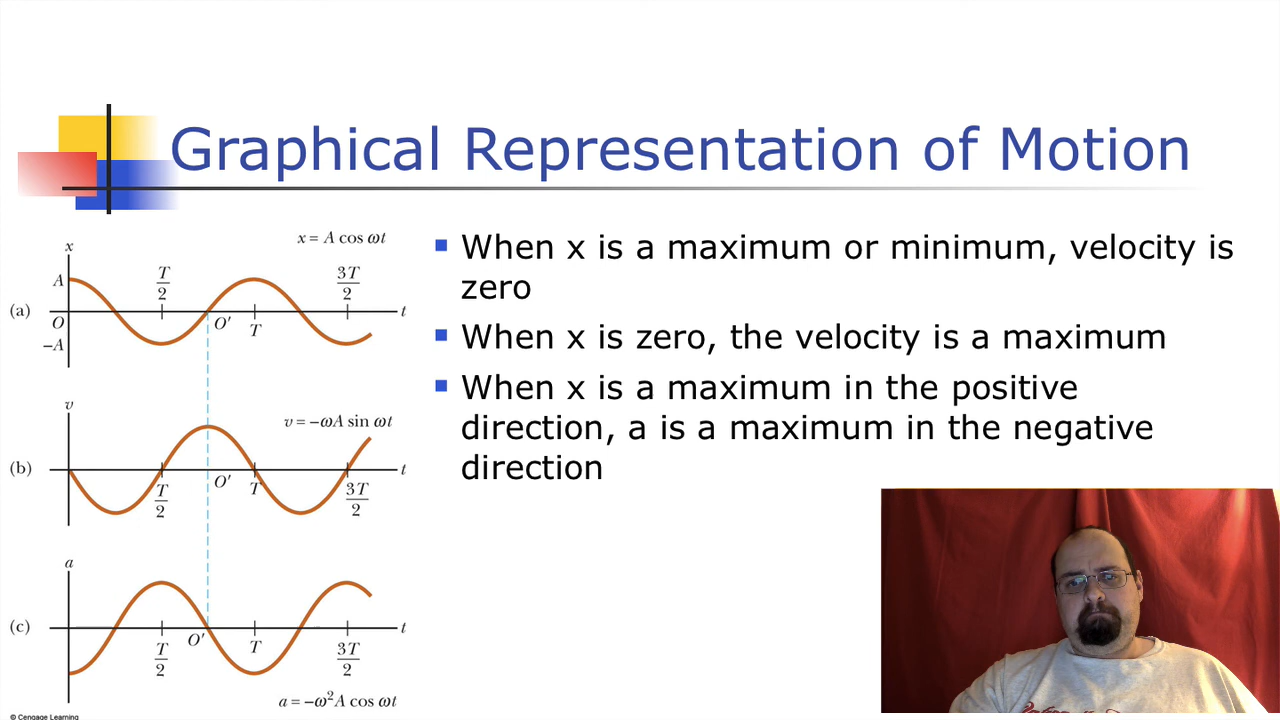 Graphical Representation of Motion
x
x = A cos ωt
A
T
2
3T
2
(a)
O
O′
T
t
−A
When x is a maximum or minimum, velocity is
zero
When x is zero, the velocity is a maximum
When x is a maximum in the positive
direction, a is a maximum in the negative
direction
v
v = −ωA sin ωt
(b)
t
T
2
O′
T
3T
2
a
(c)
t
O′
T
2
T
3T
2
a = −ω²A cos ωt
© Cengage Learning